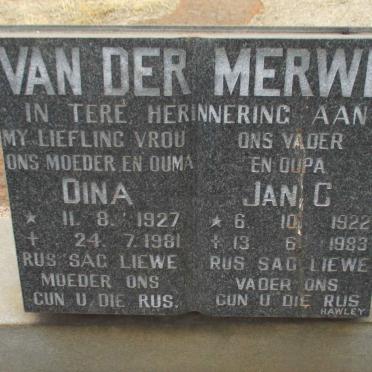 VAN DER MERWE
IN TERE HERINNERING AAN
MY LIEFLING VROU
ONS MOEDER EN OUMA
DINA
* 11. 8. 1927
+ 24. 7. 1981
RUS SAG LIEWE
MOEDER ONS
GUN U DIE RUS.
ONS VADER
EN OUPA
JAN C
* 6. 10. 1922
+ 13. 6. 1983
RUS SAG LIEWE
VADER ONS
GUN U DIE RUS
HAWLEY